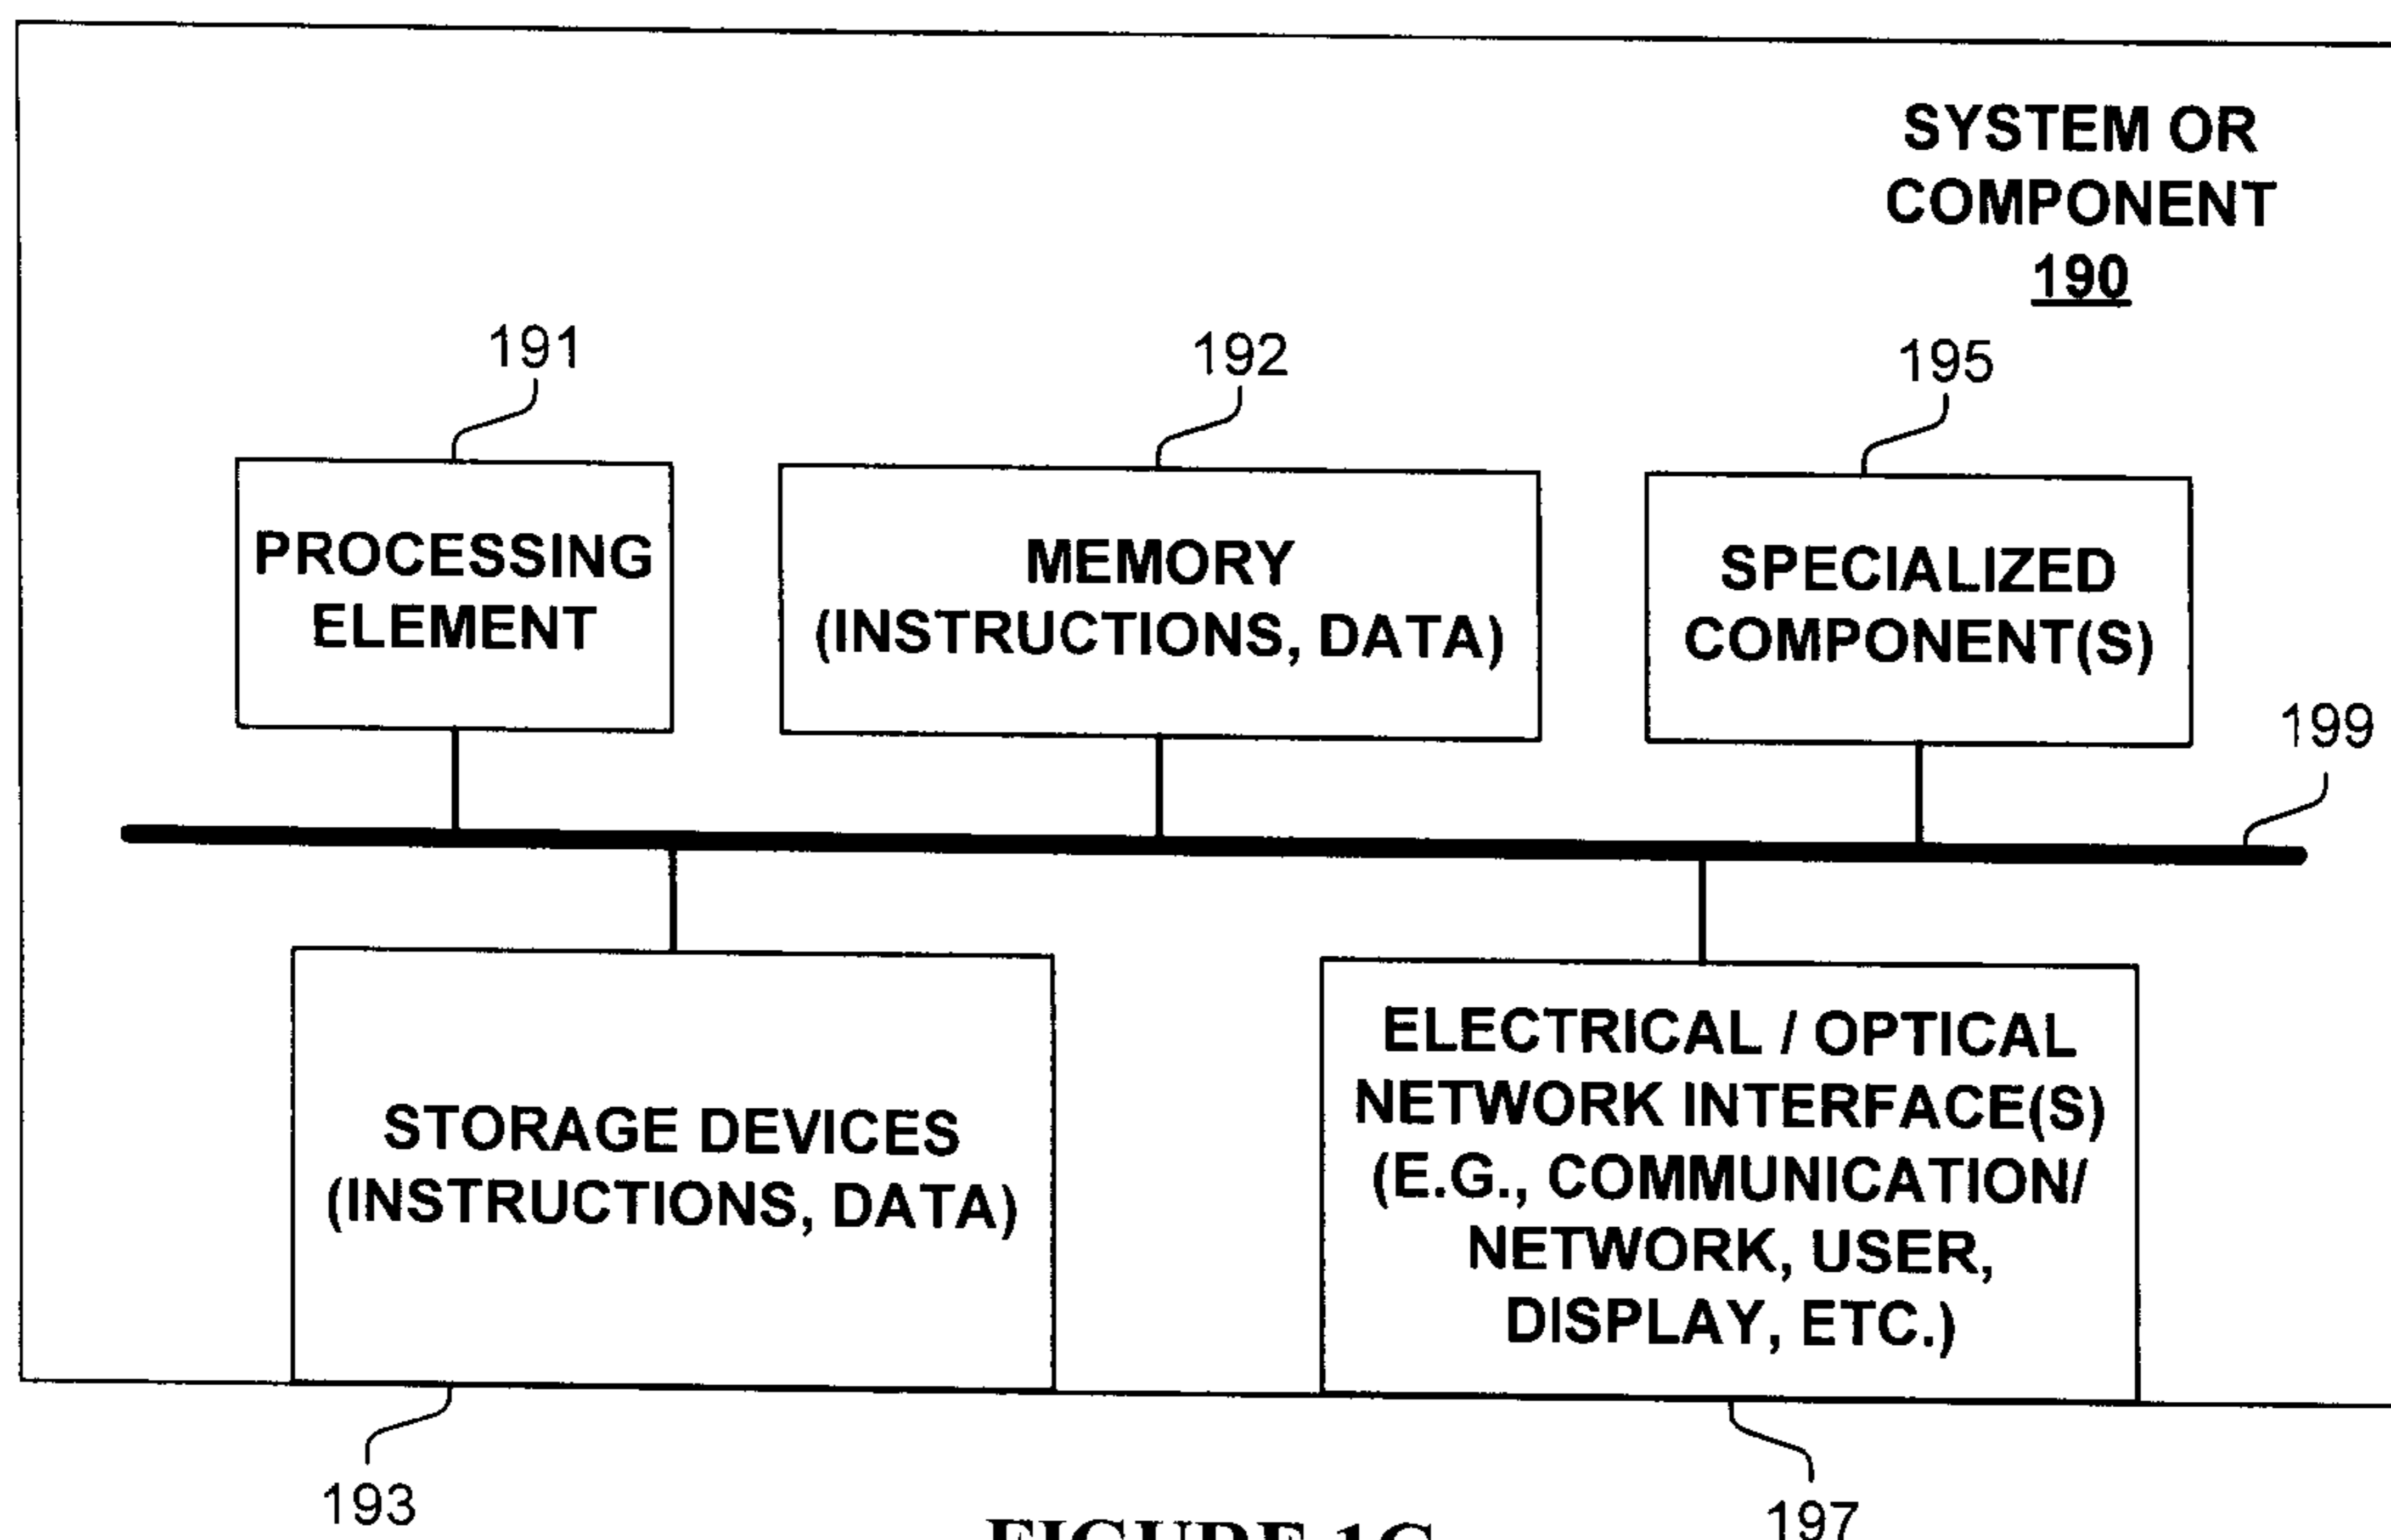 SYSTEM OR
COMPONENT
190
191
192
195
PROCESSING
ELEMENT
MEMORY
(INSTRUCTIONS, DATA)
SPECIALIZED
COMPONENT(S)
199
STORAGE DEVICES
(INSTRUCTIONS, DATA)
ELECTRICAL / OPTICAL
NETWORK INTERFACE(S)
(E.G., COMMUNICATION/
NETWORK, USER,
DISPLAY, ETC.)
193
197
FIGURE